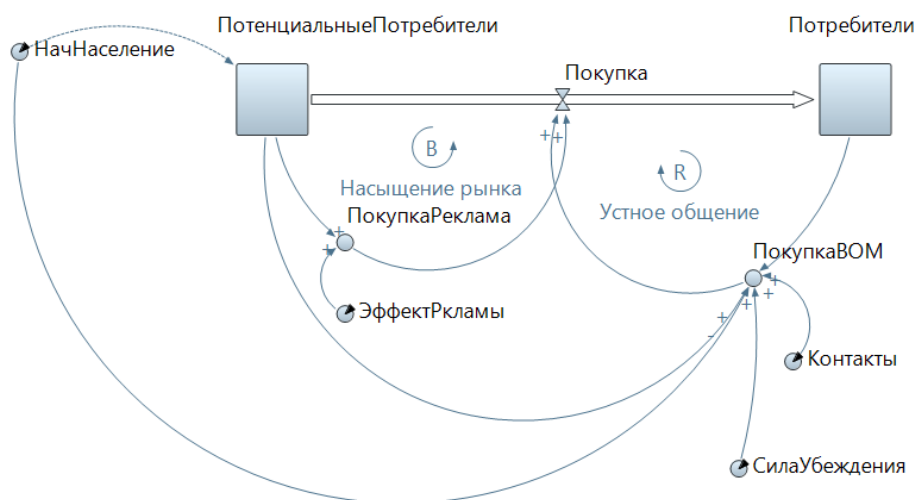 ПотенциальныеПотребители
Потребители
НачНаселение
Покупка
++
B
R
Насыщение рынка
Устное общение
ПокупкаРеклама
+
+
ПокупкаВОМ
+
+
+
+
+
-
ЭффектРкламы
Контакты
СилаУбеждения